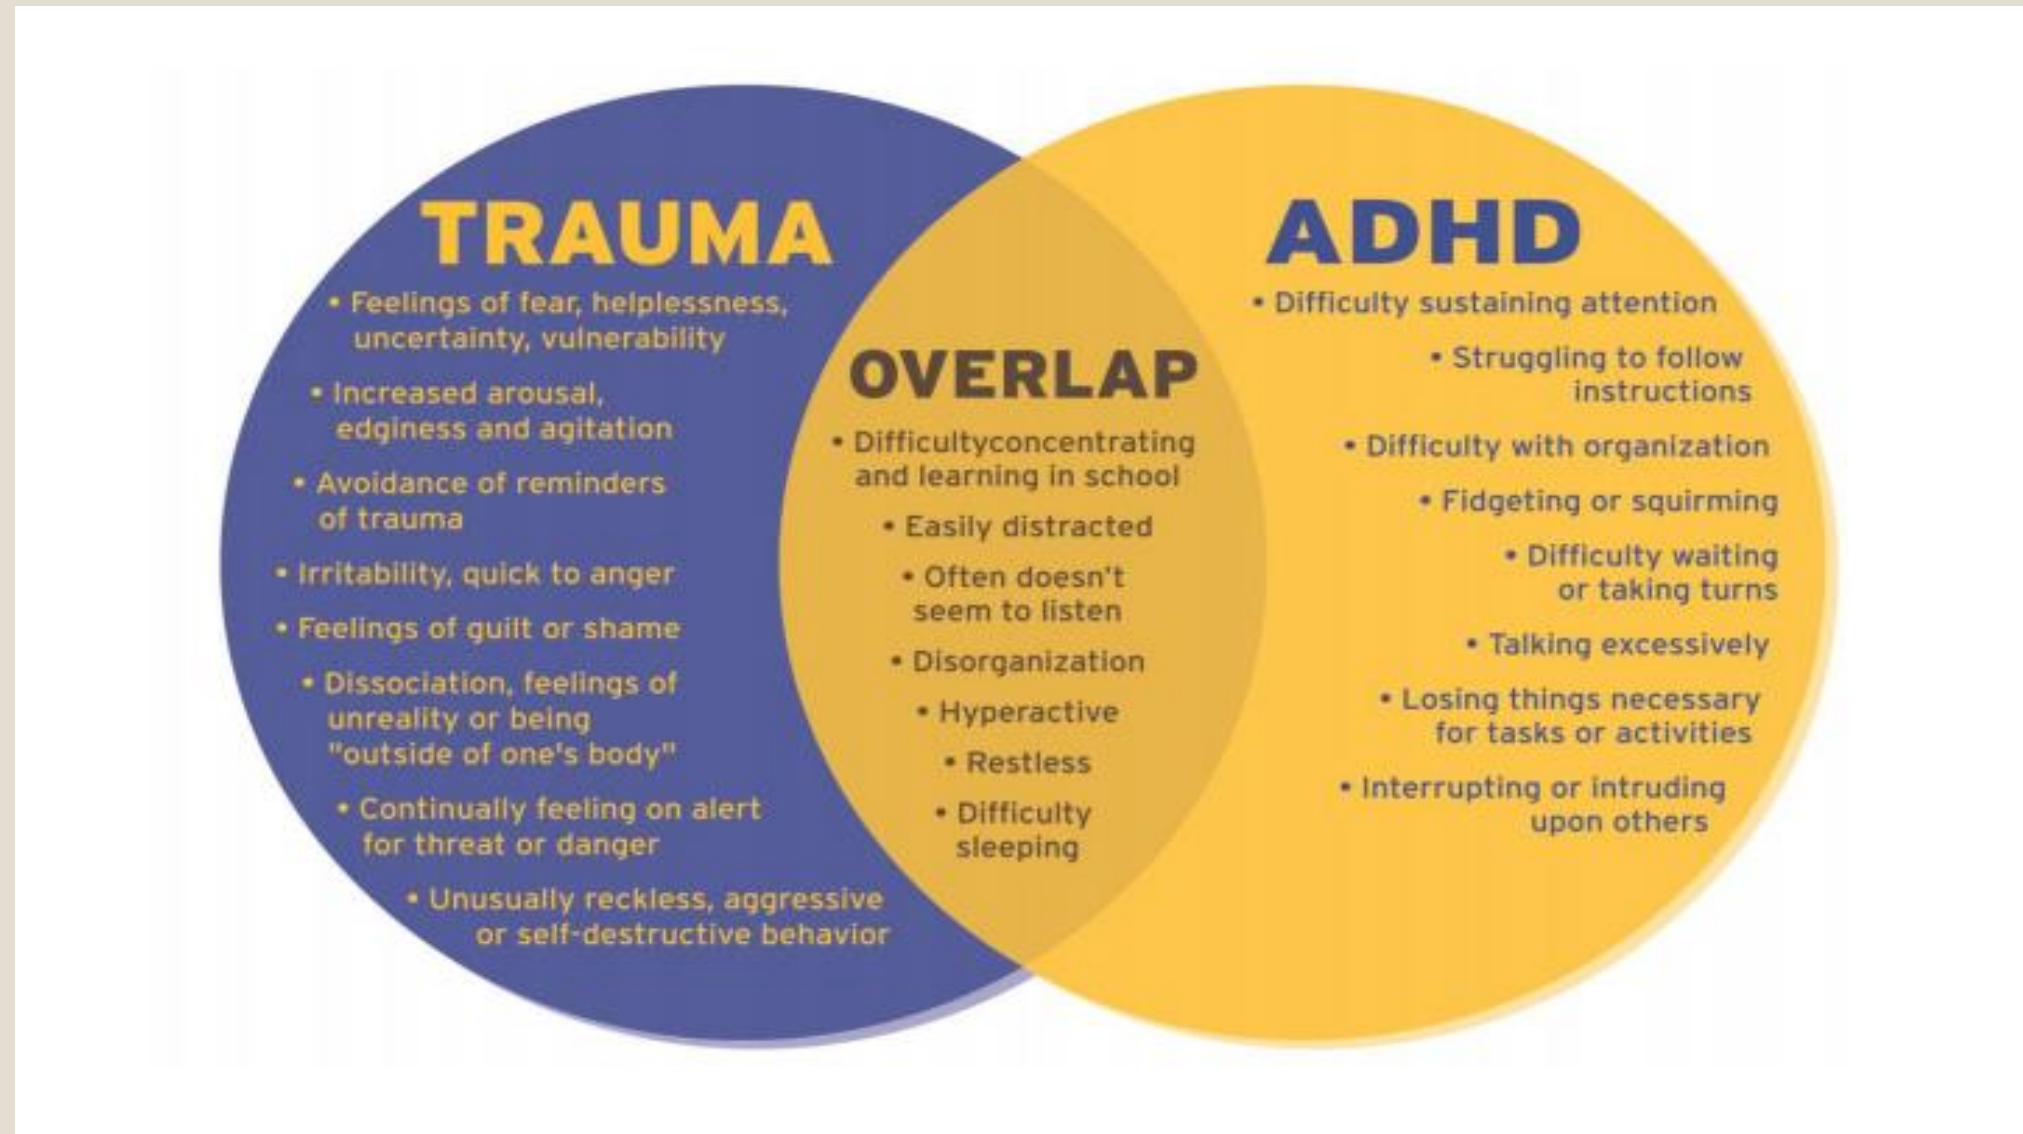 TRAUMA
• Feelings of fear, helplessness,
uncertainty, vulnerability
• Increased arousal,
edginess and agitation
• Avoidance of reminders
of trauma
• Irritability, quick to anger
• Feelings of guilt or shame
• Dissociation, feelings of
unreality or being
"outside of one's body"
• Continually feeling on alert
for threat or danger
• Unusually reckless, aggressive
or self-destructive behavior
OVERLAP
• Difficultyconcentrating
and learning in school
• Easily distracted
• Often doesn't
seem to listen
• Disorganization
• Hyperactive
• Restless
• Difficulty
sleeping
ADHD
• Difficulty sustaining attention
• Struggling to follow
instructions
• Difficulty with organization
• Fidgeting or squirming
• Difficulty waiting
or taking turns
• Talking excessively
• Losing things necessary
for tasks or activities
• Interrupting or intruding
upon others